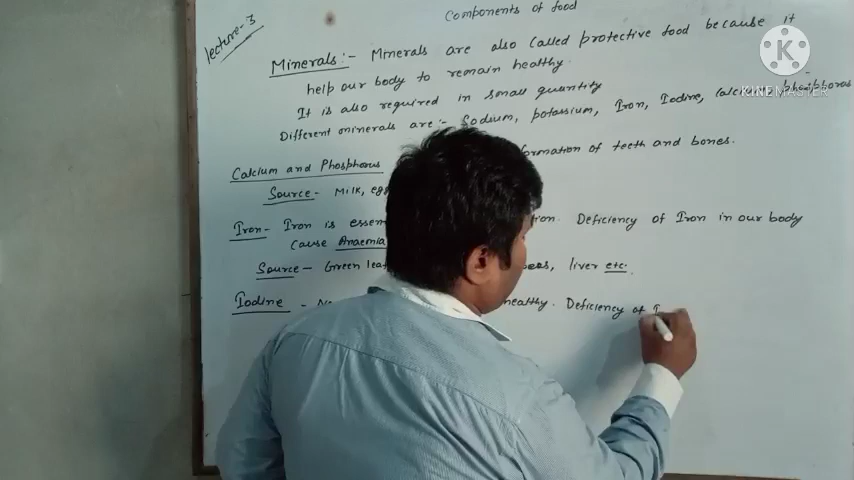 Components of food
Lecture-3
Minerals:- Minerals are also called protective food because it
help our body to remain healthy.
It is also required in small quantity
Different minerals are:- Sodium, potassium, Iron, Iodine, calcium, phosphorus
Calcium and Phosphorus formation of teeth and bones.
Source- Milk, egg
Iron- Iron is essen Deficiency of Iron in our body
cause Anaemia
Source- Green leaf liver etc.
Iodine - healthy. Deficiency of I
KINEMASTER